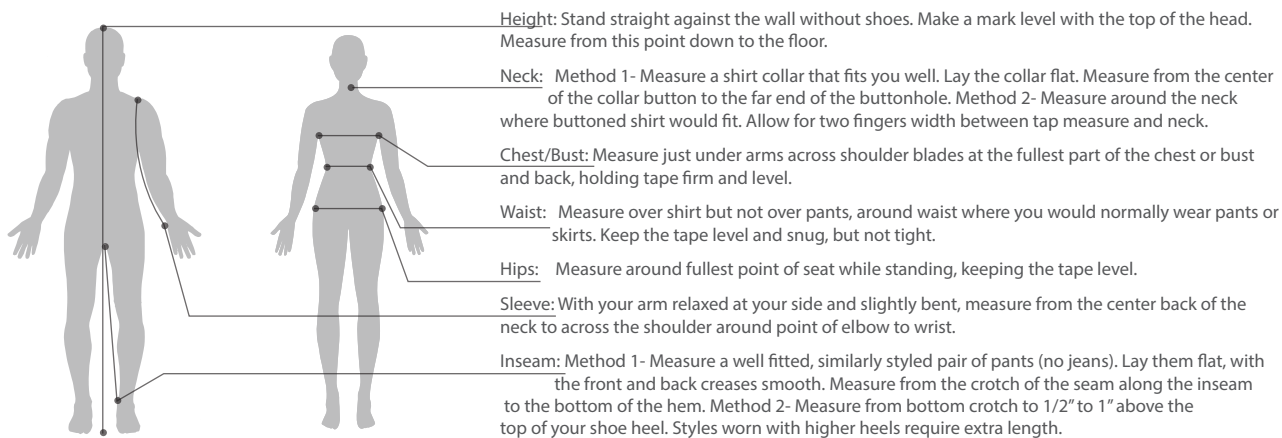 Height: Stand straight against the wall without shoes. Make a mark level with the top of the head.
Measure from this point down to the floor.
Neck: Method 1- Measure a shirt collar that fits you well. Lay the collar flat. Measure from the center
of the collar button to the far end of the buttonhole. Method 2- Measure around the neck
where buttoned shirt would fit. Allow for two fingers width between tap measure and neck.
Chest/Bust: Measure just under arms across shoulder blades at the fullest part of the chest or bust
and back, holding tape firm and level.
Waist: Measure over shirt but not over pants, around waist where you would normally wear pants or
skirts. Keep the tape level and snug, but not tight.
Hips: Measure around fullest point of seat while standing, keeping the tape level.
Sleeve: With your arm relaxed at your side and slightly bent, measure from the center back of the
neck to across the shoulder around point of elbow to wrist.
Inseam: Method 1- Measure a well fitted, similarly styled pair of pants (no jeans). Lay them flat, with
the front and back creases smooth. Measure from the crotch of the seam along the inseam
to the bottom of the hem. Method 2- Measure from bottom crotch to 1/2” to 1” above the
top of your shoe heel. Styles worn with higher heels require extra length.